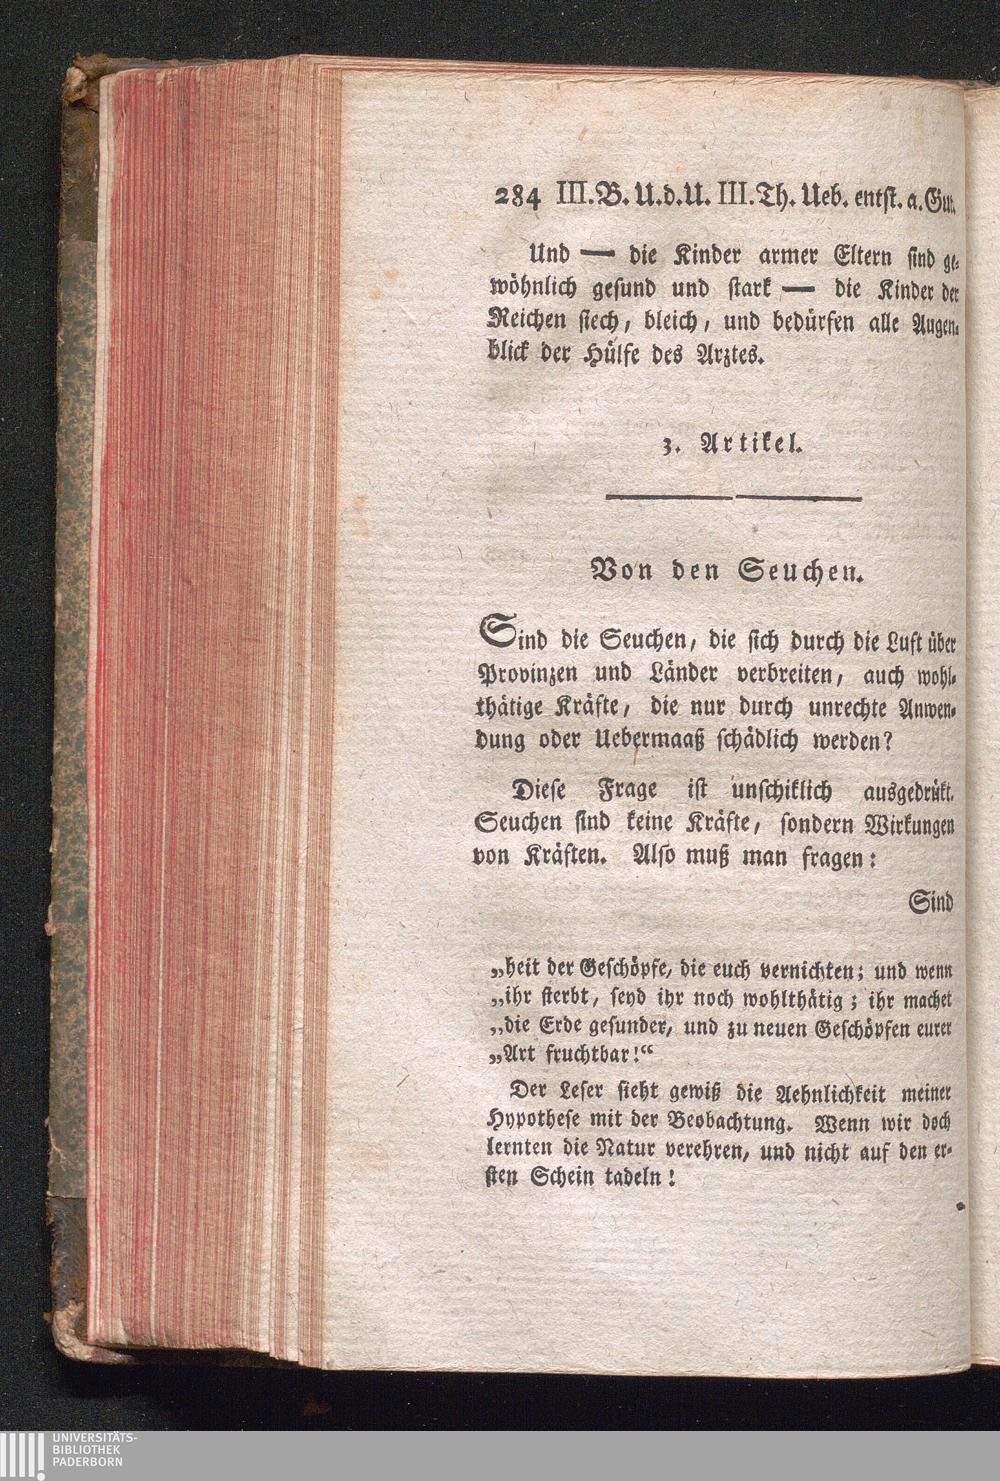 284 III. B. U. d. U. III. Th. Ueb. entst. a. Gu
Und — die Kinder armer Eltern sind ge-
wöhnlich gesund und stark — die Kinder der
Reichen siech, bleich, und bedürfen alle Augen-
blick der Hülfe des Arztes.
3. Artikel.
Von den Seuchen.
Sind die Seuchen, die sich durch die Luft über
Provinzen und Länder verbreiten, auch wohl-
thätige Kräfte, die nur durch unrechte Anwen-
dung oder Uebermaaß schädlich werden?
Diese Frage ist unschiklich ausgedrükt.
Seuchen sind keine Kräfte, sondern Wirkungen
von Kräften. Also muß man fragen:
Sind
„heit der Geschöpfe, die euch vernichten; und wenn
„ihr sterbt, seyd ihr noch wohlthätig; ihr machet
„die Erde gesunder, und zu neuen Geschöpfen eurer
„Art fruchtbar!“
Der Leser sieht gewiß die Aehnlichkeit meiner
Hypothese mit der Beobachtung. Wenn wir doch
lernten die Natur verehren, und nicht auf den er-
sten Schein tadeln!
UNIVERSITÄTS-
BIBLIOTHEK
PADERBORN